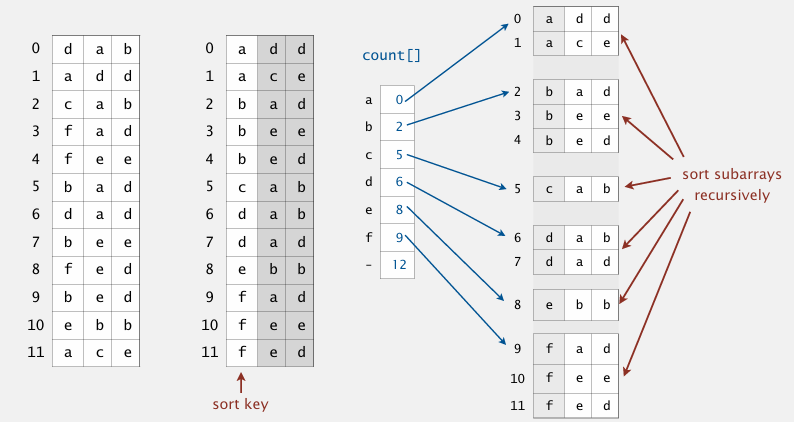 0 d a b
1 a d d
2 c a b
3 f a d
4 f e e
5 b a d
6 d a d
7 b e e
8 f e d
9 b e d
10 e b b
11 a c e
0 a d d
1 a c e
2 b a d
3 b e e
4 b e d
5 c a b
6 d a b
7 d a d
8 e b b
9 f a d
10 f e e
11 f e d
sort key
count[]
a 0
b 2
c 5
d 6
e 8
f 9
- 12
0 a d d
1 a c e
2 b a d
3 b e e
4 b e d
5 c a b
6 d a b
7 d a d
8 e b b
9 f a d
10 f e e
11 f e d
sort subarrays
recursively